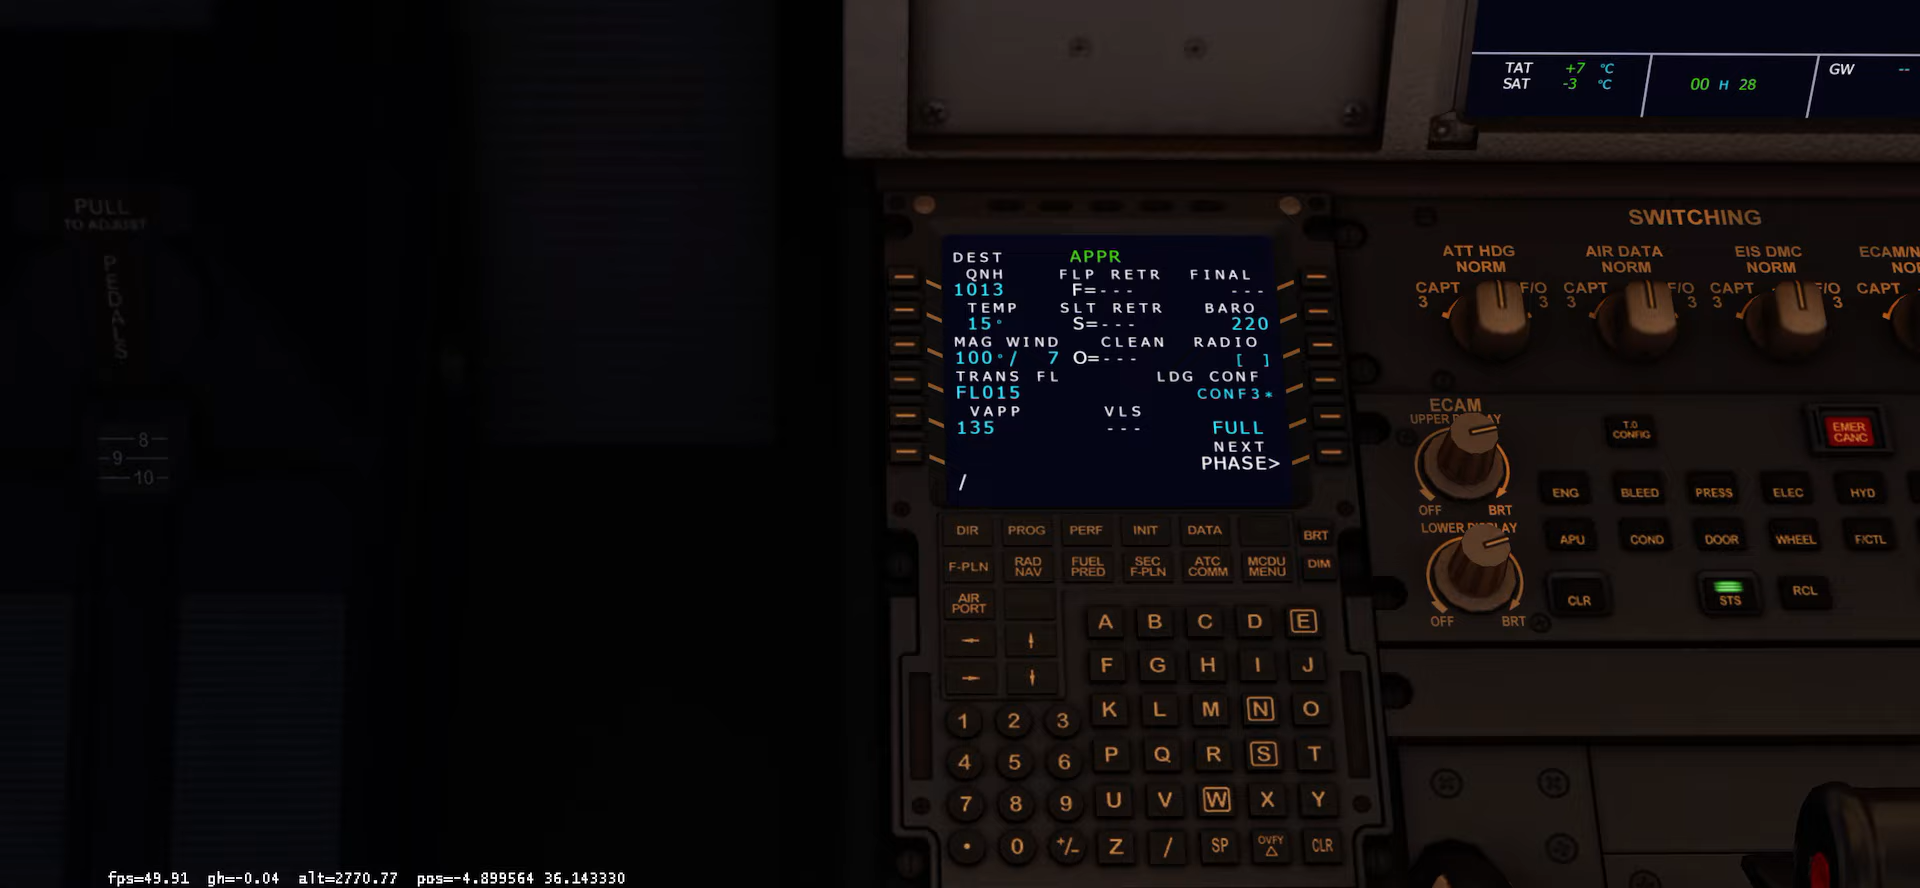 TAT +7 °C
SAT -3 °C
00 H 28
GW --
PULL
TO ADJUST
PEDALS
8
9
10
DEST APPR
QNH FLP RETR FINAL
1013 F=--- ---
TEMP SLT RETR BARO
15° S=--- 220
MAG WIND CLEAN RADIO
100°/ 7 O=--- [ ]
TRANS FL LDG CONF
FL015 CONF3*
VAPP VLS
135 --- FULL
NEXT
PHASE>
/
DIR PROG PERF INIT DATA BRT
F-PLN RAD NAV FUEL PRED SEC F-PLN ATC COMM MCDU MENU DIM
AIR PORT
A B C D E
F G H I J
K L M N O
P Q R S T
U V W X Y
Z / SP OVFY △ CLR
1 2 3
4 5 6
7 8 9
. 0 +/-
SWITCHING
ATT HDG AIR DATA EIS DMC
NORM NORM NORM
CAPT 3 F/O 3 CAPT 3 F/O 3 CAPT 3 F/O 3 CAPT 3
ECAM
UPPER DISPLAY
OFF BRT
LOWER DISPLAY
OFF BRT
T.O CONFIG
EMER CANC
ENG BLEED PRESS ELEC HYD
APU COND DOOR WHEEL F/CTL
CLR STS RCL
fps=49.91 gh=-0.04 alt=2770.77 pos=-4.899564 36.143330